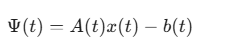 Ψ(t) = A(t)x(t) − b(t)